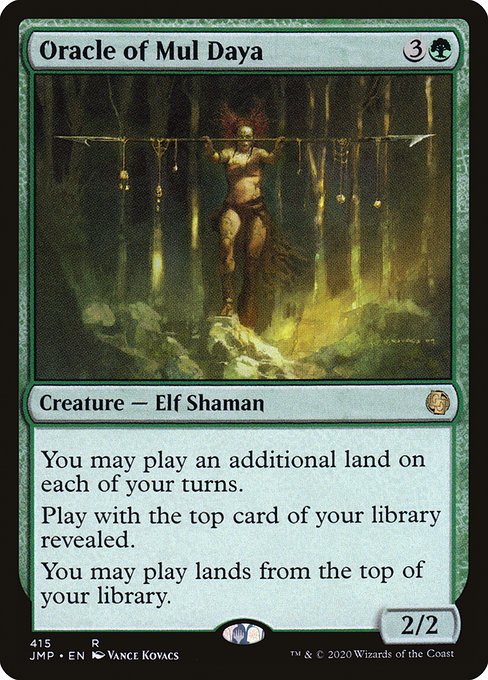 Oracle of Mul Daya 3
Creature — Elf Shaman
You may play an additional land on
each of your turns.
Play with the top card of your library
revealed.
You may play lands from the top of
your library.
2/2
415 R
JMP • EN Vance Kovacs ™ & © 2020 Wizards of the Coast